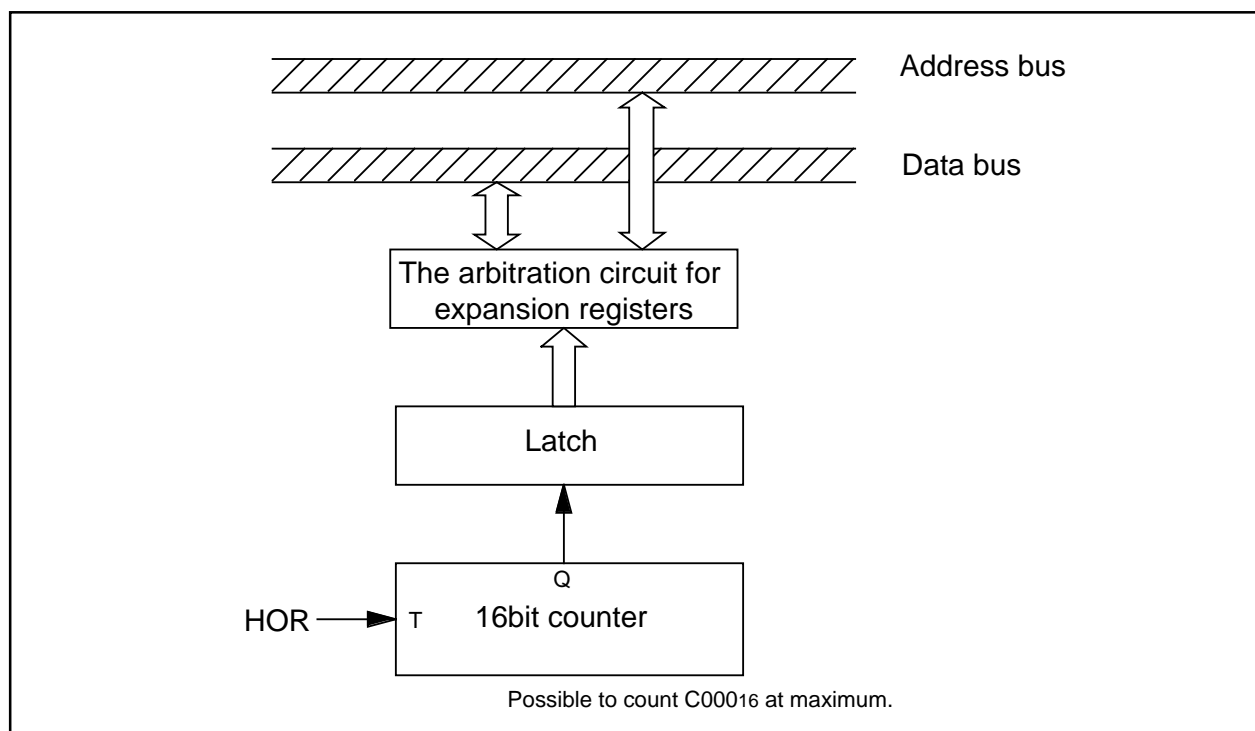 Address bus
Data bus
The arbitration circuit for
expansion registers
Latch
Q
HOR
T
16bit counter
Possible to count C00016 at maximum.